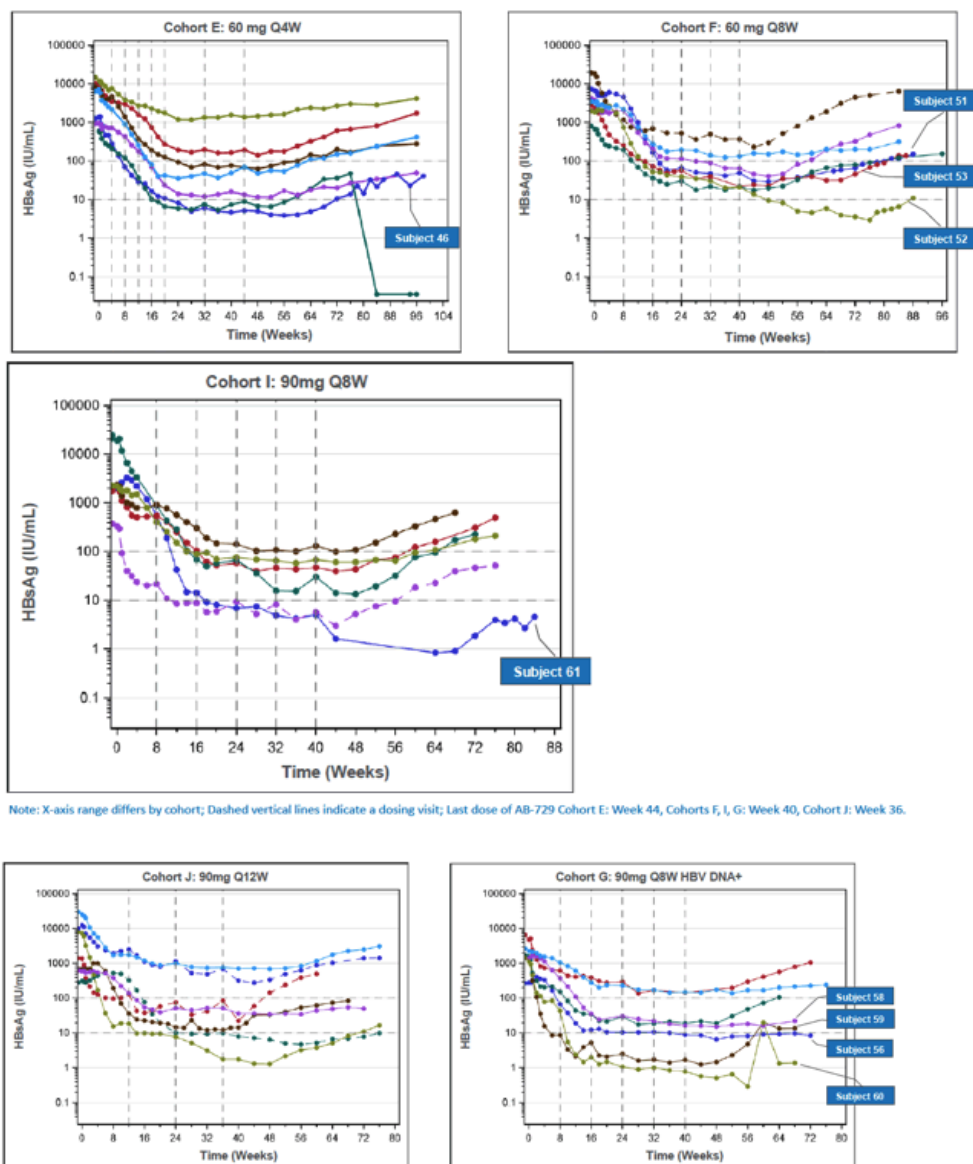 Cohort E: 60 mg Q4W
HBsAg (IU/mL)
100000
10000
1000
100
10
1
0.1
0 8 16 24 32 40 48 56 64 72 80 88 96 104
Time (Weeks)
Subject 46
Cohort F: 60 mg Q8W
HBsAg (IU/mL)
100000
10000
1000
100
10
1
0.1
0 8 16 24 32 40 48 56 64 72 80 88 96
Time (Weeks)
Subject 51
Subject 53
Subject 52
Cohort I: 90mg Q8W
HBsAg (IU/mL)
100000
10000
1000
100
10
1
0.1
0 8 16 24 32 40 48 56 64 72 80 88
Time (Weeks)
Subject 61
Note: X-axis range differs by cohort; Dashed vertical lines indicate a dosing visit; Last dose of AB-729 Cohort E: Week 44, Cohorts F, I, G: Week 40, Cohort J: Week 36.
Cohort J: 90mg Q12W
HBsAg (IU/mL)
100000
10000
1000
100
10
1
0.1
0 8 16 24 32 40 48 56 64 72 80
Time (Weeks)
Cohort G: 90mg Q8W HBV DNA+
HBsAg (IU/mL)
100000
10000
1000
100
10
1
0.1
0 8 16 24 32 40 48 56 64 72 80
Time (Weeks)
Subject 58
Subject 59
Subject 56
Subject 60